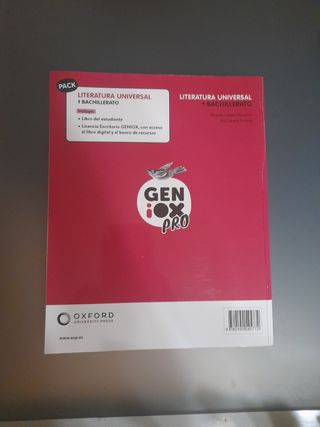 PACK
LITERATURA UNIVERSAL
1 BACHILLERATO
Incluye:
• Libro del estudiante
• Licencia Escritorio GENIOX, con acceso
al libro digital y al banco de recursos
LITERATURA UNIVERSAL
1 BACHILLERATO
GEN
iOX
PRO
OXFORD
UNIVERSITY PRESS
www.oup.es